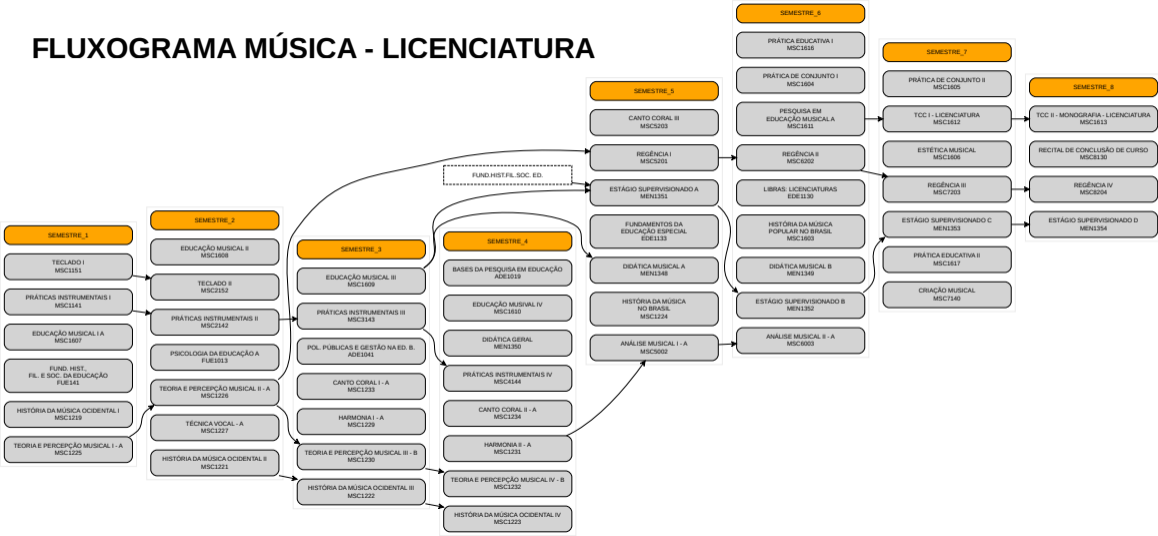 FLUXOGRAMA MÚSICA - LICENCIATURA
SEMESTRE_1
TECLADO I
MSC1151
PRÁTICAS INSTRUMENTAIS I
MSC1141
EDUCAÇÃO MUSICAL I A
MSC1607
FUND. HIST.,
FIL. E SOC. DA EDUCAÇÃO
FUE141
HISTÓRIA DA MÚSICA OCIDENTAL I
MSC1219
TEORIA E PERCEPÇÃO MUSICAL I - A
MSC1225
SEMESTRE_2
EDUCAÇÃO MUSICAL II
MSC1608
TECLADO II
MSC2152
PRÁTICAS INSTRUMENTAIS II
MSC2142
PSICOLOGIA DA EDUCAÇÃO A
FUE1013
TEORIA E PERCEPÇÃO MUSICAL II - A
MSC1226
TÉCNICA VOCAL - A
MSC1227
HISTÓRIA DA MÚSICA OCIDENTAL II
MSC1221
SEMESTRE_3
EDUCAÇÃO MUSICAL III
MSC1609
PRÁTICAS INSTRUMENTAIS III
MSC3143
POL. PÚBLICAS E GESTÃO NA ED. B.
ADE1041
CANTO CORAL I - A
MSC1233
HARMONIA I - A
MSC1229
TEORIA E PERCEPÇÃO MUSICAL III - B
MSC1230
HISTÓRIA DA MÚSICA OCIDENTAL III
MSC1222
FUND.HIST.FIL.SOC. ED.
SEMESTRE_4
BASES DA PESQUISA EM EDUCAÇÃO
ADE1019
EDUCAÇÃO MUSIVAL IV
MSC1610
DIDÁTICA GERAL
MEN1350
PRÁTICAS INSTRUMENTAIS IV
MSC4144
CANTO CORAL II - A
MSC1234
HARMONIA II - A
MSC1231
TEORIA E PERCEPÇÃO MUSICAL IV - B
MSC1232
HISTÓRIA DA MÚSICA OCIDENTAL IV
MSC1223
SEMESTRE_5
CANTO CORAL III
MSC5203
REGÊNCIA I
MSC5201
ESTÁGIO SUPERVISIONADO A
MEN1351
FUNDAMENTOS DA
EDUCAÇÃO ESPECIAL
EDE1133
DIDÁTICA MUSICAL A
MEN1348
HISTÓRIA DA MÚSICA
NO BRASIL
MSC1224
ANÁLISE MUSICAL I - A
MSC5002
SEMESTRE_6
PRÁTICA EDUCATIVA I
MSC1616
PRÁTICA DE CONJUNTO I
MSC1604
PESQUISA EM
EDUCAÇÃO MUSICAL A
MSC1611
REGÊNCIA II
MSC6202
LIBRAS: LICENCIATURAS
EDE1130
HISTÓRIA DA MÚSICA
POPULAR NO BRASIL
MSC1603
DIDÁTICA MUSICAL B
MEN1349
ESTÁGIO SUPERVISIONADO B
MEN1352
ANÁLISE MUSICAL II - A
MSC6003
SEMESTRE_7
PRÁTICA DE CONJUNTO II
MSC1605
TCC I - LICENCIATURA
MSC1612
ESTÉTICA MUSICAL
MSC1606
REGÊNCIA III
MSC7203
ESTÁGIO SUPERVISIONADO C
MEN1353
PRÁTICA EDUCATIVA II
MSC1617
CRIAÇÃO MUSICAL
MSC7140
SEMESTRE_8
TCC II - MONOGRAFIA - LICENCIATURA
MSC1613
RECITAL DE CONCLUSÃO DE CURSO
MSC8130
REGÊNCIA IV
MSC8204
ESTÁGIO SUPERVISIONADO D
MEN1354